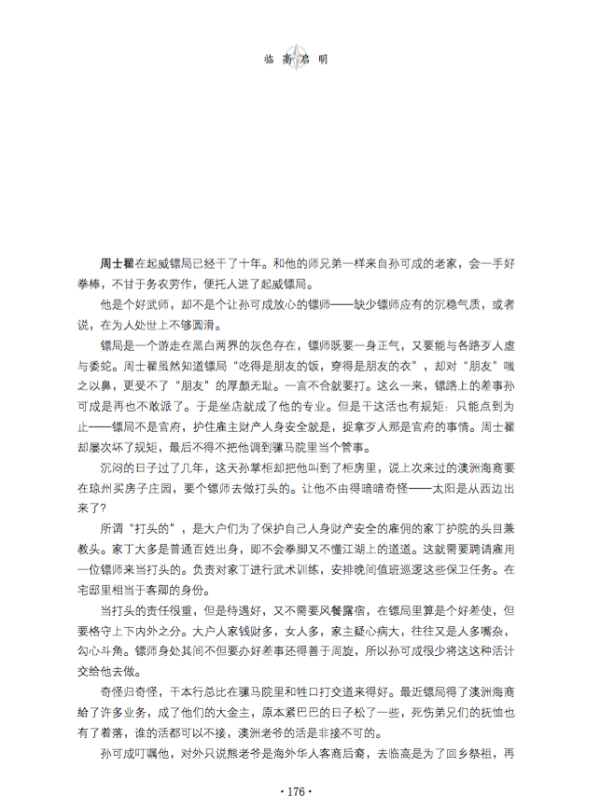 临高启明
周士瞿在起威镖局已经干了十年。和他的师兄弟一样来自孙可成的老家，会一手好
拳棒，不甘于务农劳作，便托人进了起威镖局。
他是个好武师，却不是个让孙可成放心的镖师——缺少镖师应有的沉稳气质，或者
说，在为人处世上不够圆滑。
镖局是一个游走在黑白两界的灰色存在，镖师既要一身正气，又要能与各路歹人虚
与委蛇。周士瞿虽然知道镖局“吃得是朋友的饭，穿得是朋友的衣”，却对“朋友”嗤
之以鼻，更受不了“朋友”的厚颜无耻。一言不合就要打。这么一来，镖路上的差事孙
可成是再也不敢派了。于是坐店就成了他的专业。但是干这活也有规矩：只能点到为
止——镖局不是官府，护住雇主财产人身安全就是，捉拿歹人那是官府的事情。周士瞿
却屡次坏了规矩，最后不得不把他调到骡马院里当个管事。
沉闷的日子过了几年，这天孙掌柜却把他叫到了柜房里，说上次来过的澳洲海商要
在琼州买房子庄园，要个镖师去做打头的。让他不由得暗暗奇怪——太阳是从西边出
来了？
所谓“打头的”，是大户们为了保护自己人身财产安全的雇佣的家丁护院的头目兼
教头。家丁大多是普通百姓出身，即不会拳脚又不懂江湖上的道道。这就需要聘请雇用
一位镖师来当打头的。负责对家丁进行武术训练，安排晚间值班巡逻这些保卫任务。在
宅邸里相当于客卿的身份。
当打头的责任很重，但是待遇好，又不需要风餐露宿，在镖局里算是个好差使，但
要格守上下内外之分。大户人家钱财多，女人多，家主疑心病大，往往又是人多嘴杂，
勾心斗角。镖师身处其间不但要办好差事还得善于周旋，所以孙可成很少将这这种活计
交给他去做。
奇怪归奇怪，干本行总比在骡马院里和牲口打交道来得好。最近镖局得了澳洲海商
給了许多业务，成了他们的大金主，原本紧巴巴的日子松了一些，死伤弟兄们的抚恤也
有了着落，谁的活都可以不接，澳洲老爷的活是非接不可的。
孙可成叮嘱他，对外只说熊老爷是海外华人客商后裔，去临高是为了回乡祭祖，再
·176·